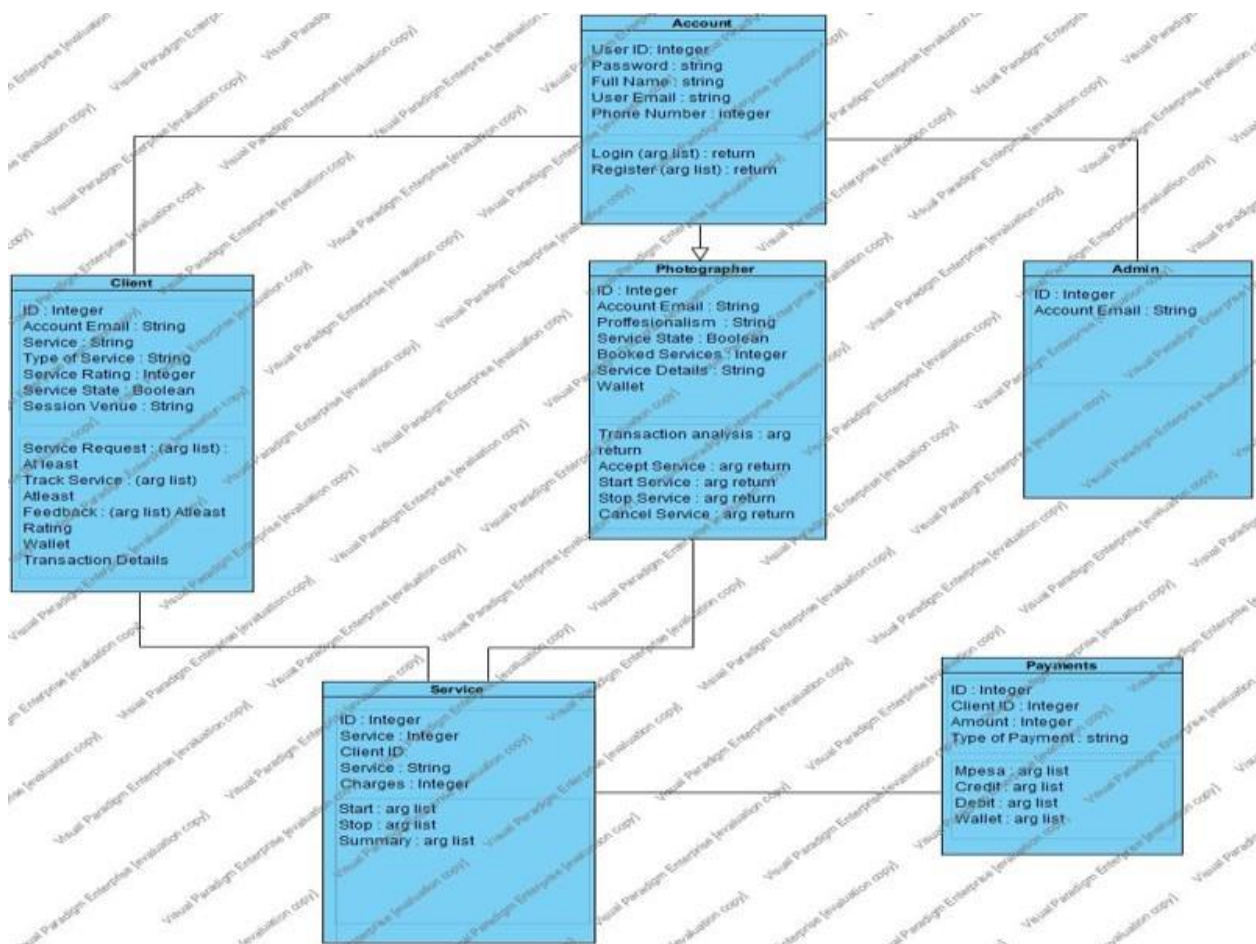 Account
User ID: Integer
Password : string
Full Name : string
User Email : string
Phone Number : integer
Login (arg list) : return
Register (arg list) : return
Client
ID : Integer
Account Email : String
Service : String
Type of Service : String
Service Rating : Integer
Service State : Boolean
Session Venue : String
Service Request : (arg list) :
At least
Track Service : (arg list)
Atleast
Feedback : (arg list) Atleast
Rating
Wallet
Transaction Details
Photographer
ID : Integer
Account Email : String
Proffesionalism : String
Service State : Boolean
Booked Services : Integer
Service Details : String
Wallet
Transaction analysis : arg
return
Accept Service : arg return
Start Service : arg return
Stop Service : arg return
Cancel Service : arg return
Admin
ID : Integer
Account Email : String
Service
ID : Integer
Service : Integer
Client ID
Service : String
Charges : Integer
Start : arg list
Stop : arg list
Summary : arg list
Payments
ID : Integer
Client ID : Integer
Amount : Integer
Type of Payment : string
Mpesa : arg list
Credit : arg list
Debit : arg list
Wallet : arg list
Visual Paradigm Enterprise [evaluation copy]